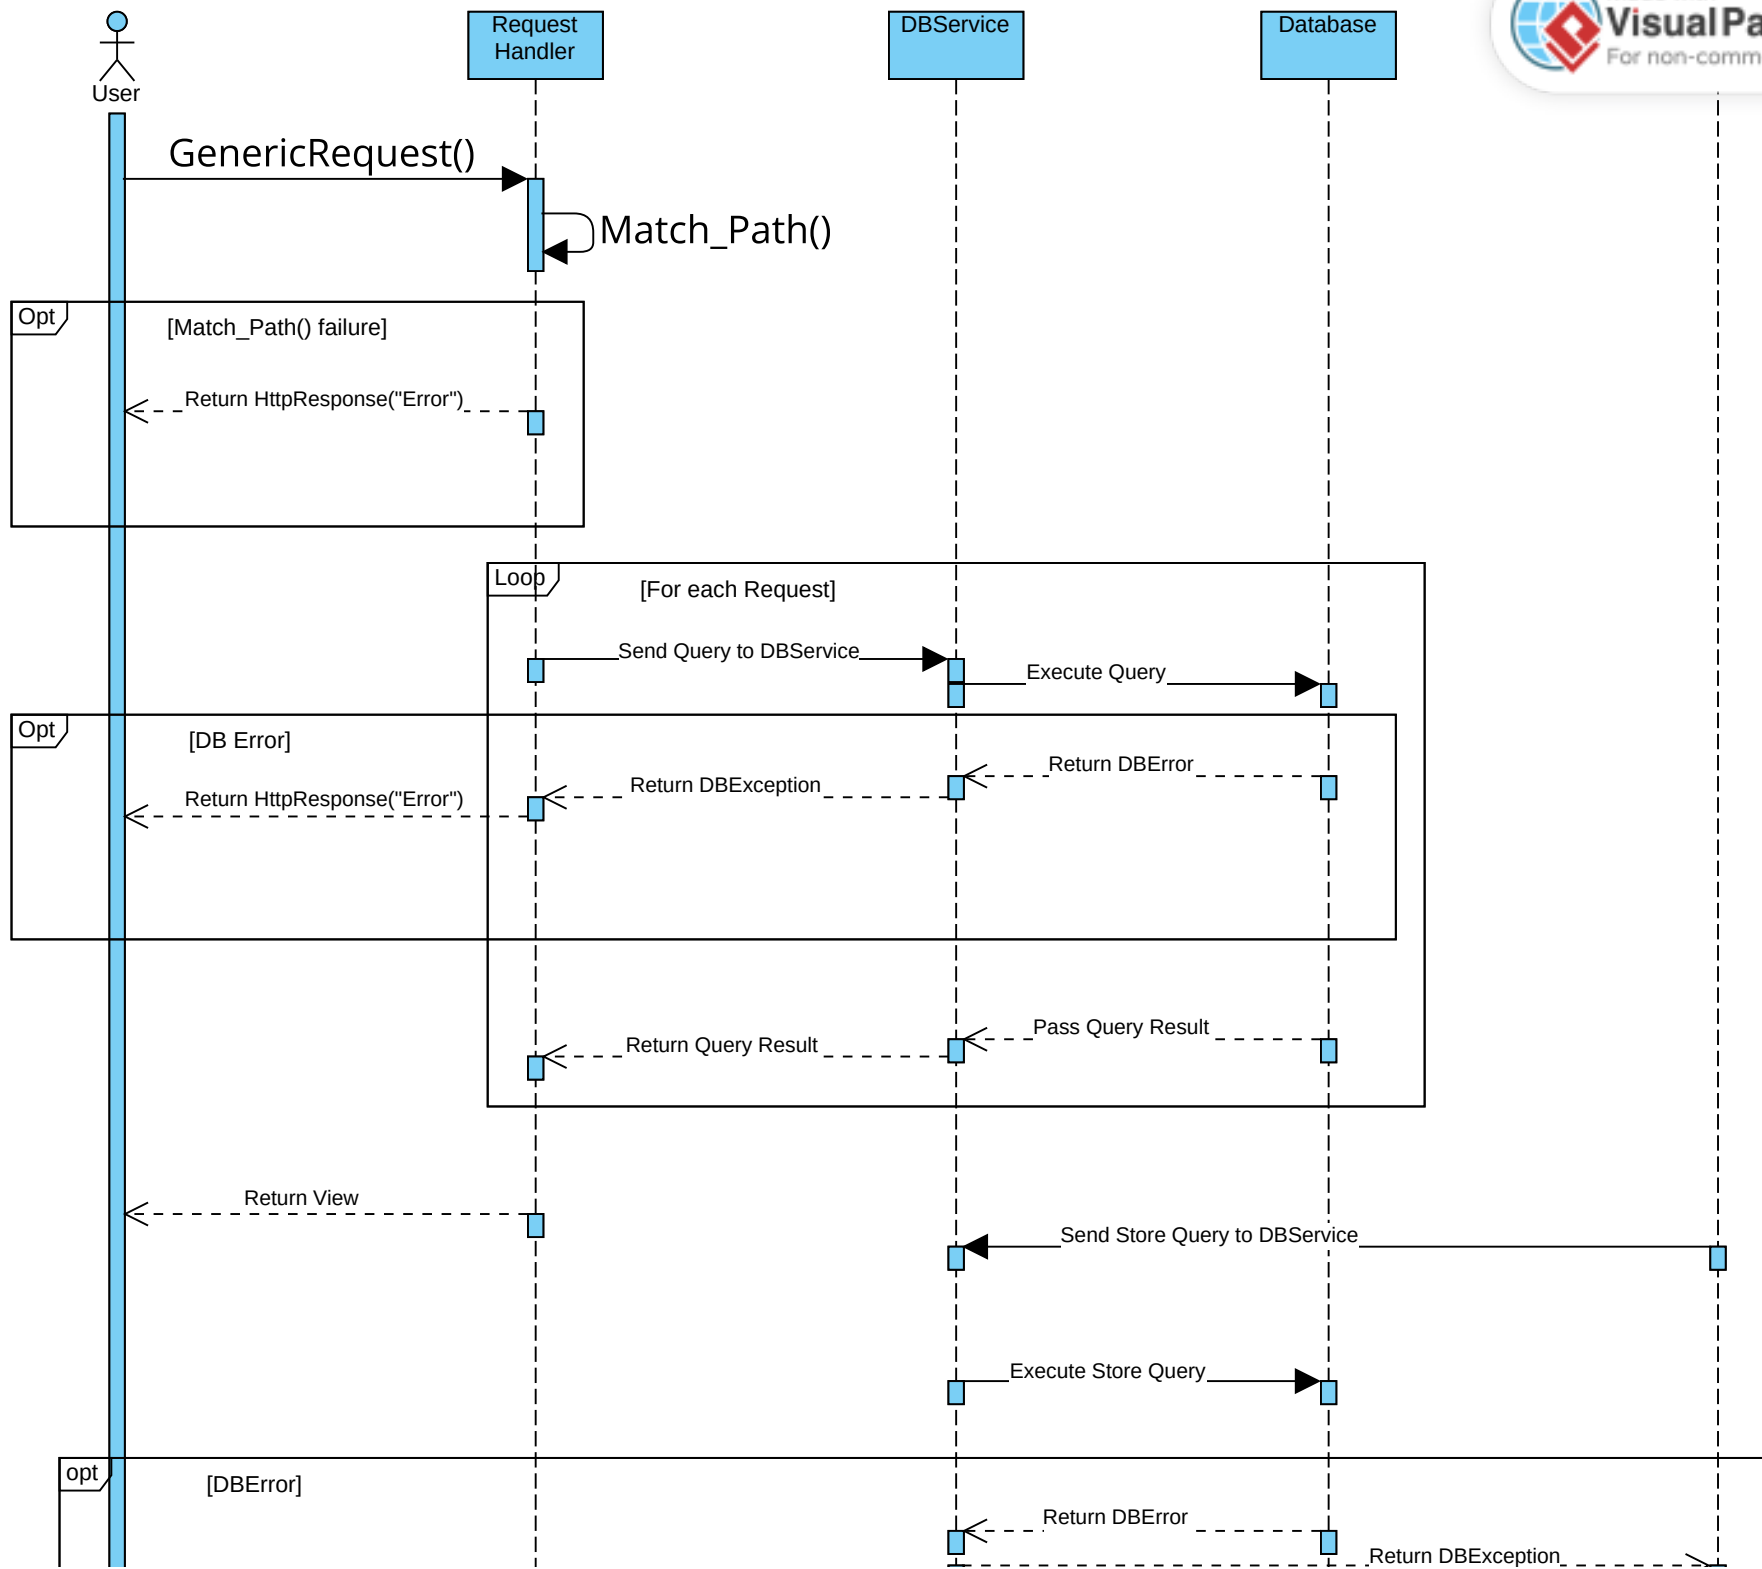 Request
Handler
DBService
Database
VisualPa
For non-comm
User
GenericRequest()
Match_Path()
Opt
[Match_Path() failure]
Return HttpResponse("Error")
Loop
[For each Request]
Send Query to DBService
Execute Query
Opt
[DB Error]
Return DBError
Return DBException
Return HttpResponse("Error")
Pass Query Result
Return Query Result
Return View
Send Store Query to DBService
Execute Store Query
opt
[DBError]
Return DBError
Return DBException